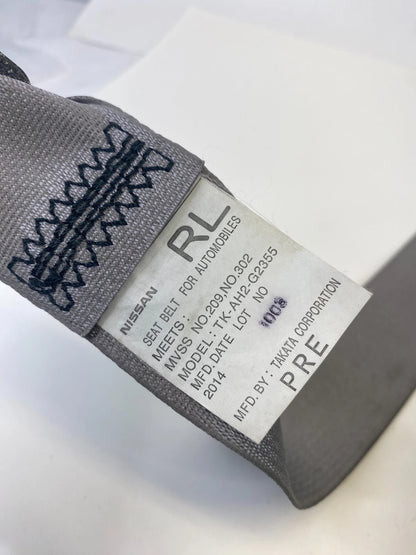 NISSAN RL
SEAT BELT FOR AUTOMOBILES
MEETS:
MVSS NO.209,NO.302
MODEL: TK-AH2-G2355
MFD.DATE LOT NO
2014
MFD. BY: TAKATA CORPORATION
PRE